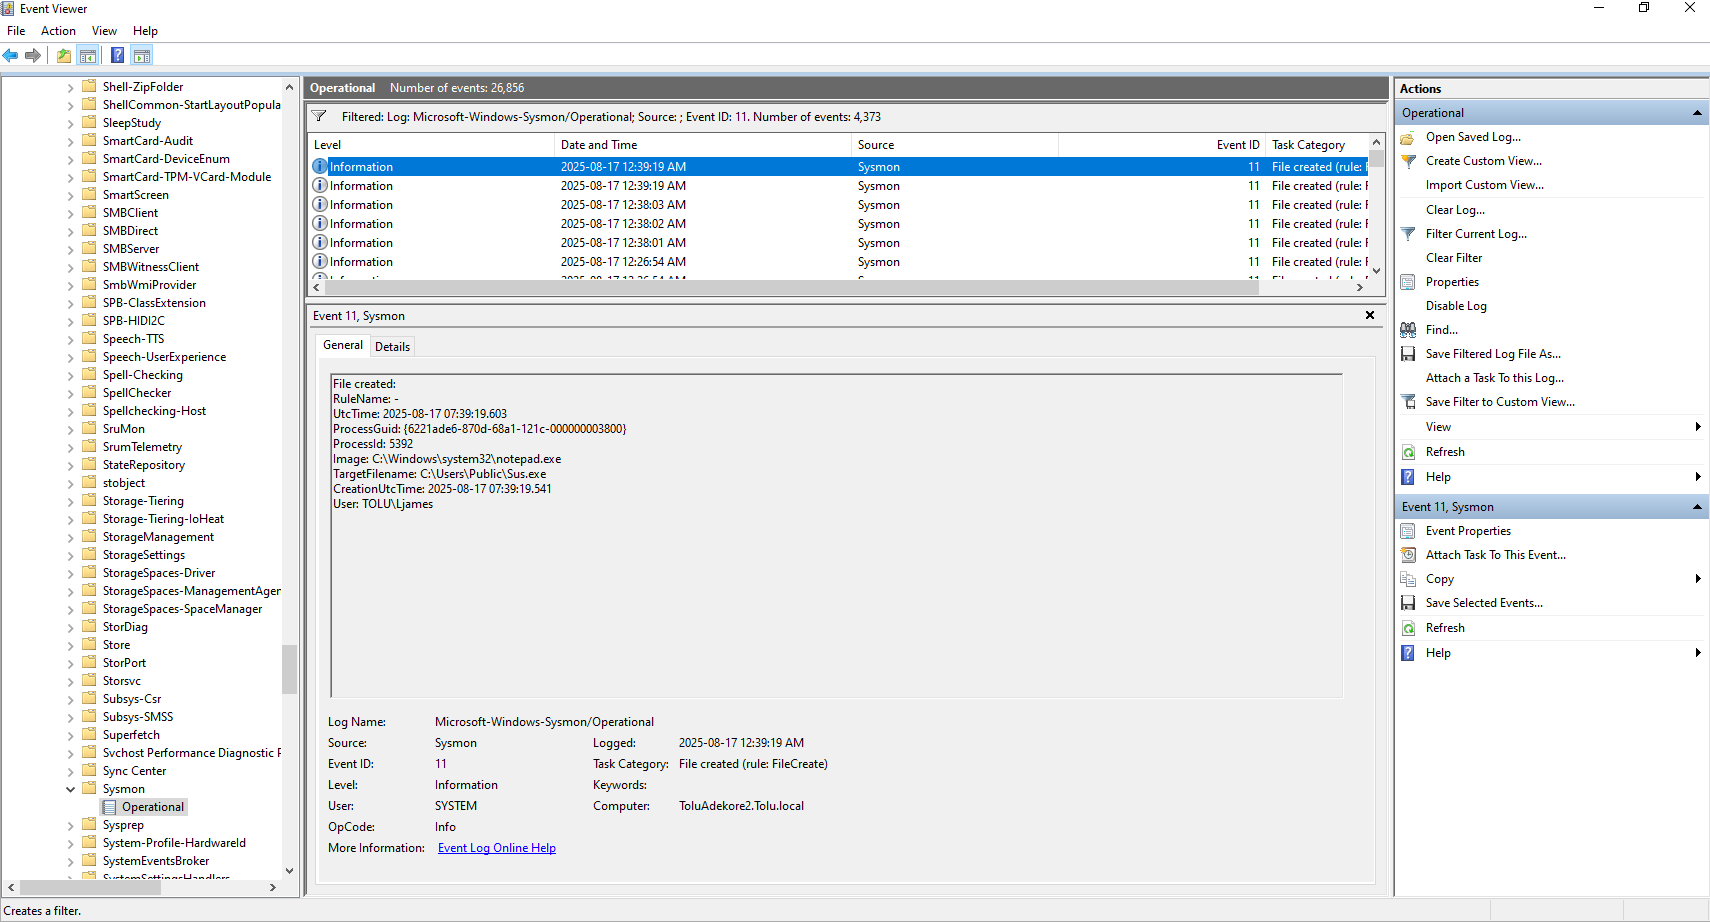 Event Viewer
File Action View Help
Shell-ZipFolder
ShellCommon-StartLayoutPopula
SleepStudy
SmartCard-Audit
SmartCard-DeviceEnum
SmartCard-TPM-VCard-Module
SmartScreen
SMBClient
SMBDirect
SMBServer
SMBWitnessClient
SmbWmiProvider
SPB-ClassExtension
SPB-HIDI2C
Speech-TTS
Speech-UserExperience
Spell-Checking
SpellChecker
Spellchecking-Host
SruMon
SrumTelemetry
StateRepository
stobject
Storage-Tiering
Storage-Tiering-IoHeat
StorageManagement
StorageSettings
StorageSpaces-Driver
StorageSpaces-ManagementAger
StorageSpaces-SpaceManager
StorDiag
Store
StorPort
Storsvc
Subsys-Csr
Subsys-SMSS
Superfetch
Svchost Performance Diagnostic P
Sync Center
Sysmon
Operational
Sysprep
System-Profile-HardwareId
SystemEventsBroker
SystemSettingsHandlers
Operational Number of events: 26,856
Filtered: Log: Microsoft-Windows-Sysmon/Operational; Source: ; Event ID: 11. Number of events: 4,373
Level Date and Time Source Event ID Task Category
Information 2025-08-17 12:39:19 AM Sysmon 11 File created (rule: F
Information 2025-08-17 12:39:19 AM Sysmon 11 File created (rule: F
Information 2025-08-17 12:38:03 AM Sysmon 11 File created (rule: F
Information 2025-08-17 12:38:02 AM Sysmon 11 File created (rule: F
Information 2025-08-17 12:38:01 AM Sysmon 11 File created (rule: F
Information 2025-08-17 12:26:54 AM Sysmon 11 File created (rule: F
Information 2025-08-17 12:26:54 AM Sysmon 11 File created (rule: F
Event 11, Sysmon
General Details
File created:
RuleName: -
UtcTime: 2025-08-17 07:39:19.603
ProcessGuid: {6221ade6-870d-68a1-121c-000000003800}
ProcessId: 5392
Image: C:\Windows\system32\notepad.exe
TargetFilename: C:\Users\Public\Sus.exe
CreationUtcTime: 2025-08-17 07:39:19.541
User: TOLU\Ljames
Log Name: Microsoft-Windows-Sysmon/Operational
Source: Sysmon Logged: 2025-08-17 12:39:19 AM
Event ID: 11 Task Category: File created (rule: FileCreate)
Level: Information Keywords:
User: SYSTEM Computer: ToluAdekore2.Tolu.local
OpCode: Info
More Information: Event Log Online Help
Actions
Operational
Open Saved Log...
Create Custom View...
Import Custom View...
Clear Log...
Filter Current Log...
Clear Filter
Properties
Disable Log
Find...
Save Filtered Log File As...
Attach a Task To this Log...
Save Filter to Custom View...
View
Refresh
Help
Event 11, Sysmon
Event Properties
Attach Task To This Event...
Copy
Save Selected Events...
Refresh
Help
Creates a filter.